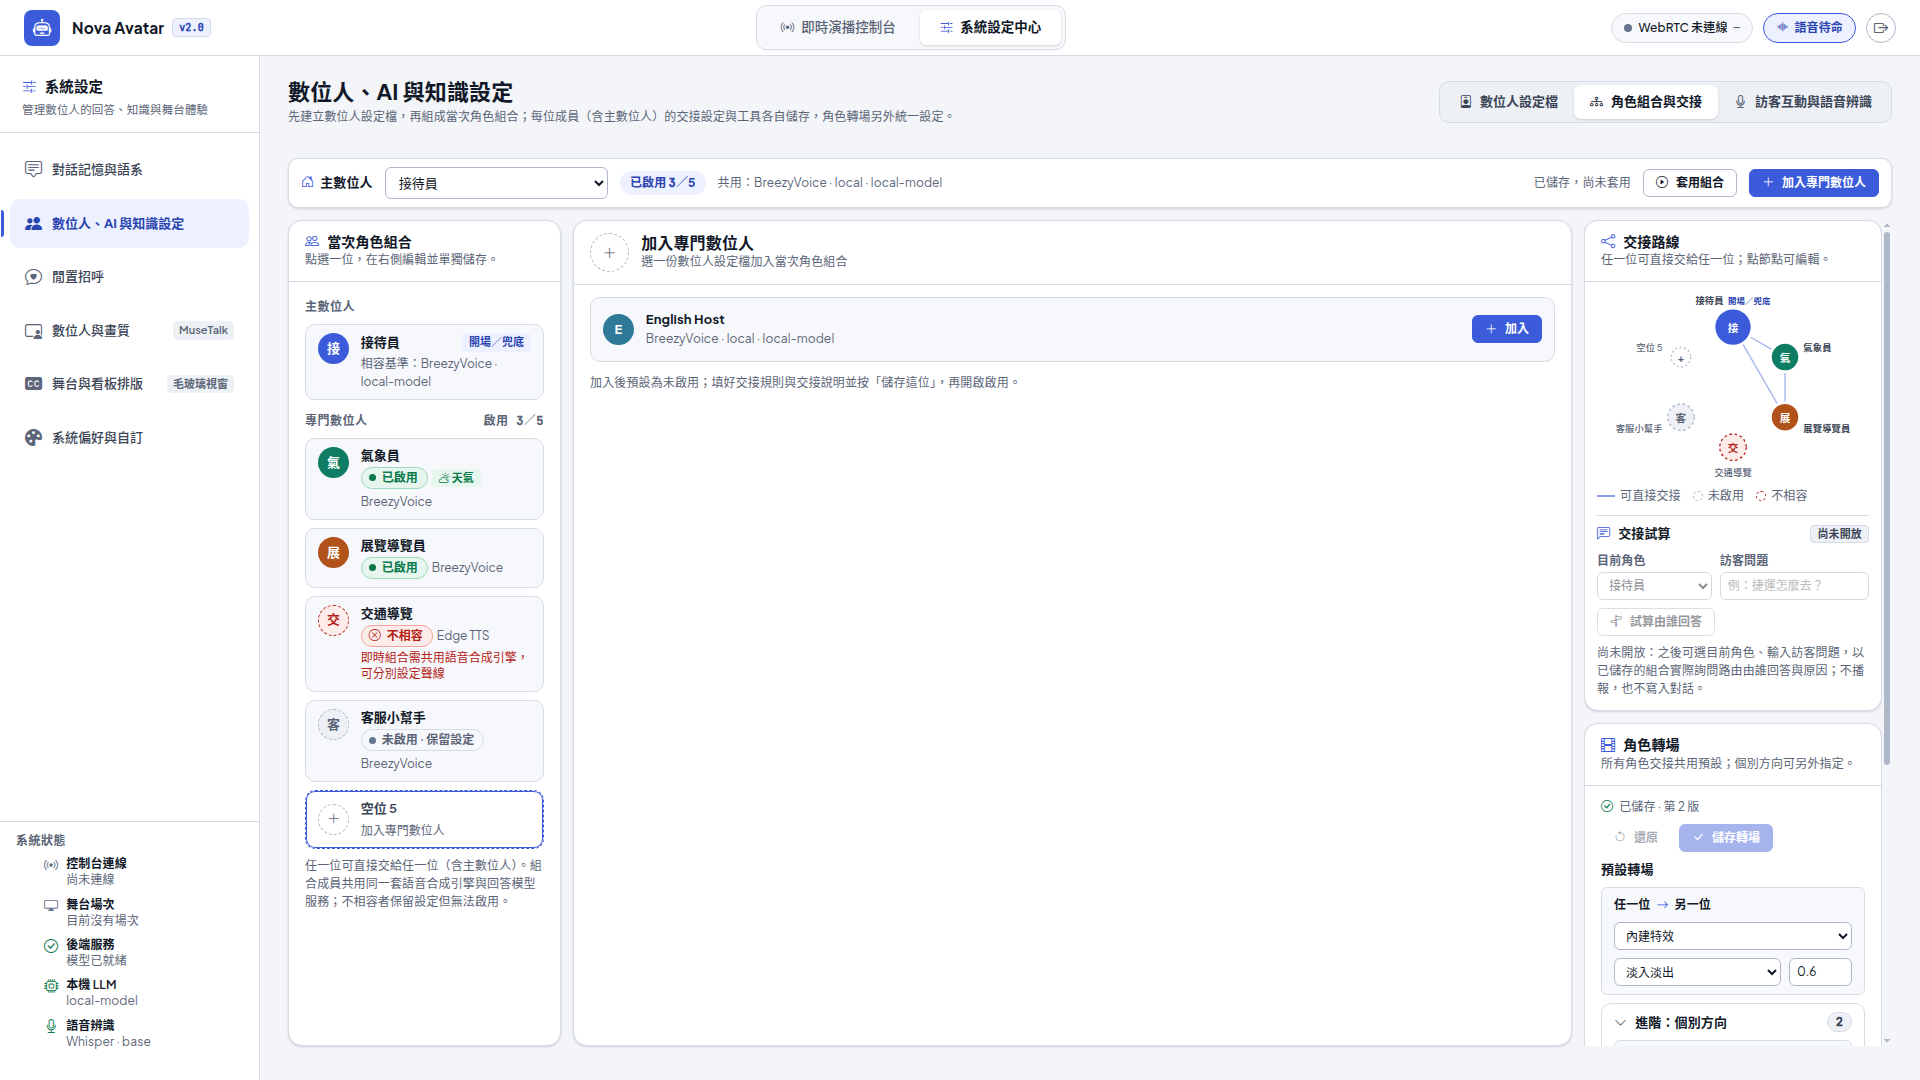 Nova Avatar v2.0
即時演播控制台
系統設定中心
WebRTC 未連線 –
語音待命
系統設定
管理數位人的回答、知識與舞台體驗
對話記憶與語系
數位人、AI 與知識設定
閒置招呼
數位人與畫質 MuseTalk
舞台與看板排版 毛玻璃視窗
系統偏好與自訂
系統狀態
控制台連線
尚未連線
舞台場次
目前沒有場次
後端服務
模型已就緒
本機 LLM
local-model
語音辨識
Whisper · base
數位人、AI 與知識設定
先建立數位人設定檔，再組成當次角色組合；每位成員（含主數位人）的交接設定與工具各自儲存，角色轉場另外統一設定。
數位人設定檔
角色組合與交接
訪客互動與語音辨識
主數位人 接待員 已啟用 3／5 共用：BreezyVoice · local · local-model
已儲存，尚未套用 套用組合 加入專門數位人
當次角色組合
點選一位，在右側編輯並單獨儲存。
主數位人
接 接待員 開場／兜底
相容基準：BreezyVoice ·
local-model
專門數位人 啟用 3／5
氣 氣象員
已啟用 天氣
BreezyVoice
展 展覽導覽員
已啟用 BreezyVoice
交 交通導覽
不相容 Edge TTS
即時組合需共用語音合成引擎，
可分別設定聲線
客 客服小幫手
未啟用 · 保留設定
BreezyVoice
空位 5
加入專門數位人
任一位可直接交給任一位（含主數位人）。組
合成員共用同一套語音合成引擎與回答模型
服務；不相容者保留設定但無法啟用。
加入專門數位人
選一份數位人設定檔加入當次角色組合
E English Host
BreezyVoice · local · local-model
加入
加入後預設為未啟用；填好交接規則與交接說明並按「儲存這位」，再開啟啟用。
交接路線
任一位可直接交給任一位；點節點可編輯。
接待員 開場／兜底
接
氣 氣象員
空位 5
展 展覽導覽員
客 客服小幫手
交
交通導覽
可直接交接 未啟用 不相容
交接試算 尚未開放
目前角色 訪客問題
接待員 例：捷運怎麼去？
試算由誰回答
尚未開放：之後可選目前角色、輸入訪客問題，以
已儲存的組合實際詢問路由由誰回答與原因；不播
報，也不寫入對話。
角色轉場
所有角色交接共用預設；個別方向可另外指定。
已儲存 · 第 2 版
還原 儲存轉場
預設轉場
任一位 → 另一位
內建特效
淡入淡出 0.6
進階：個別方向 2